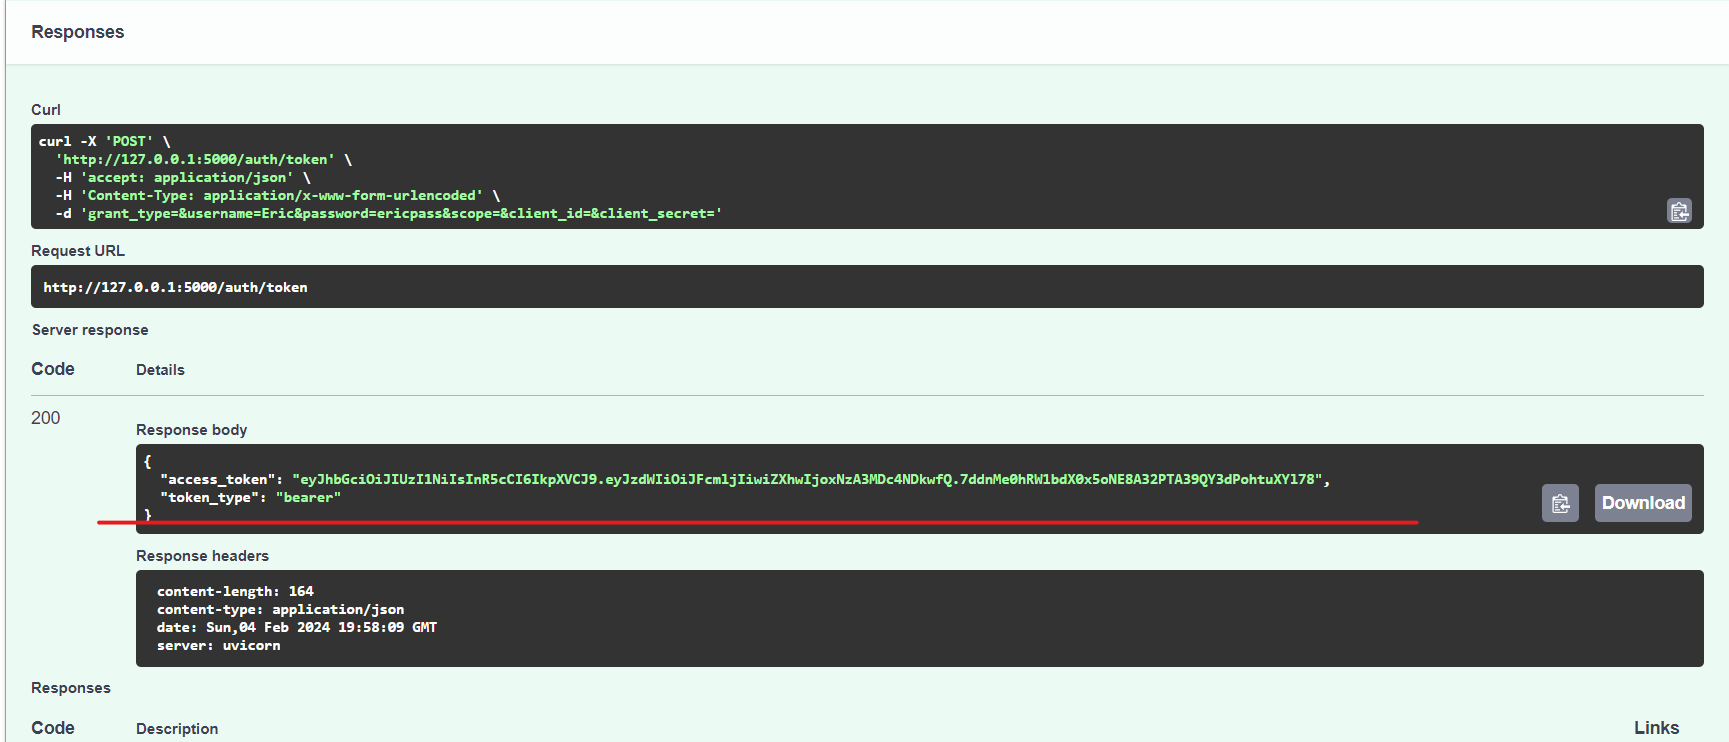 Responses
Curl
curl -X 'POST' \
'http://127.0.0.1:5000/auth/token' \
-H 'accept: application/json' \
-H 'Content-Type: application/x-www-form-urlencoded' \
-d 'grant_type=&username=Eric&password=ericpass&scope=&client_id=&client_secret='
Request URL
http://127.0.0.1:5000/auth/token
Server response
Code Details
200
Response body
{
"access_token": "eyJhbGciOiJIUzI1NiIsInR5cCI6IkpXVCJ9.eyJzdWIiOiJFcmljIiwiZXhwIjoxNzA3MDc4NDkwfQ.7ddnMe0hRW1bdX0x5oNE8A32PTA39QY3dPohtuXYl78",
"token_type": "bearer"
}
Download
Response headers
content-length: 164
content-type: application/json
date: Sun,04 Feb 2024 19:58:09 GMT
server: uvicorn
Responses
Code Description Links